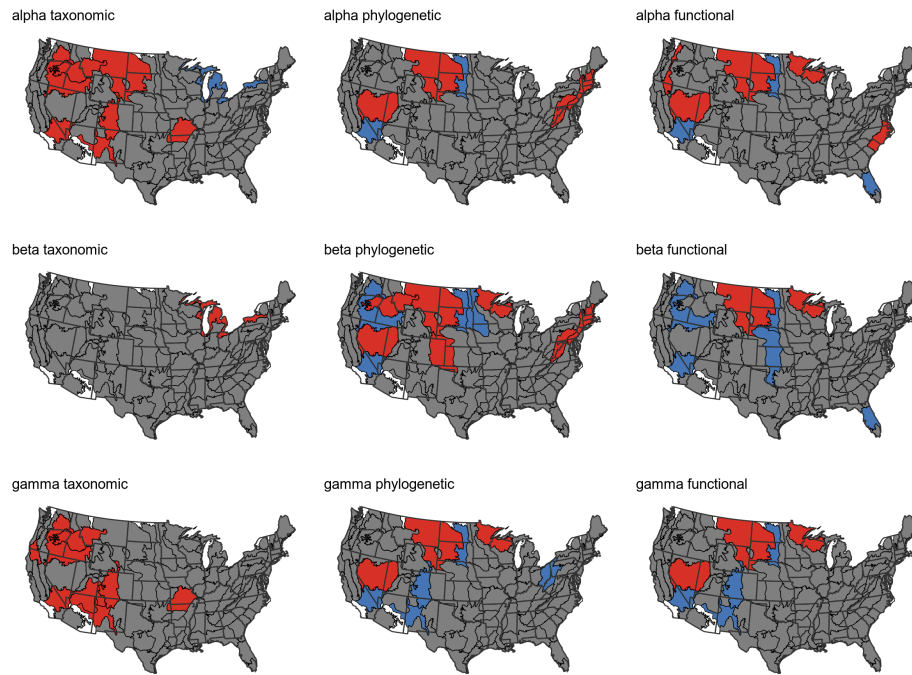 alpha taxonomic
alpha phylogenetic
alpha functional
beta taxonomic
beta phylogenetic
beta functional
gamma taxonomic
gamma phylogenetic
gamma functional